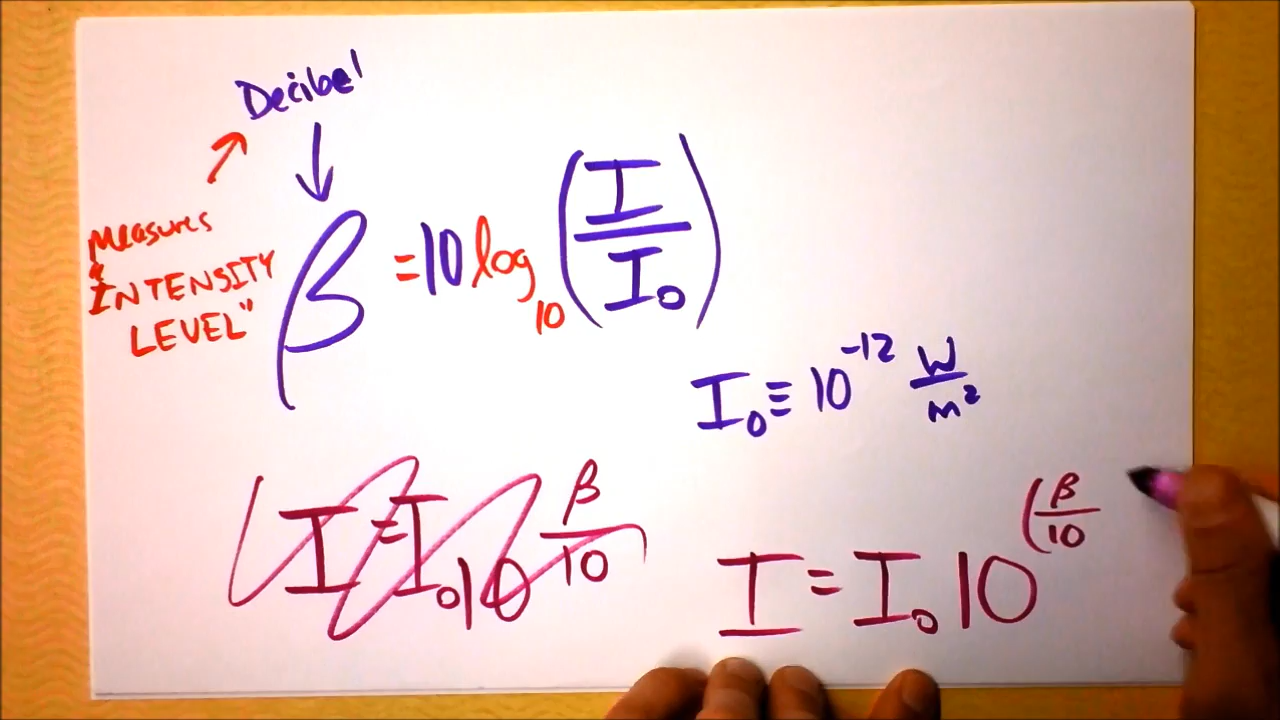 Decibel
Measures
"INTENSITY
LEVEL"
β = 10 log₁₀ (I/I₀)
I₀ ≡ 10⁻¹² W/m²
I = I₀ 10^β/10
I = I₀ 10^(β/10